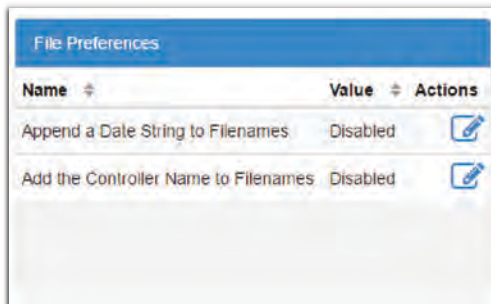 File Preferences
Name Value Actions
Append a Date String to Filenames Disabled
Add the Controller Name to Filenames Disabled